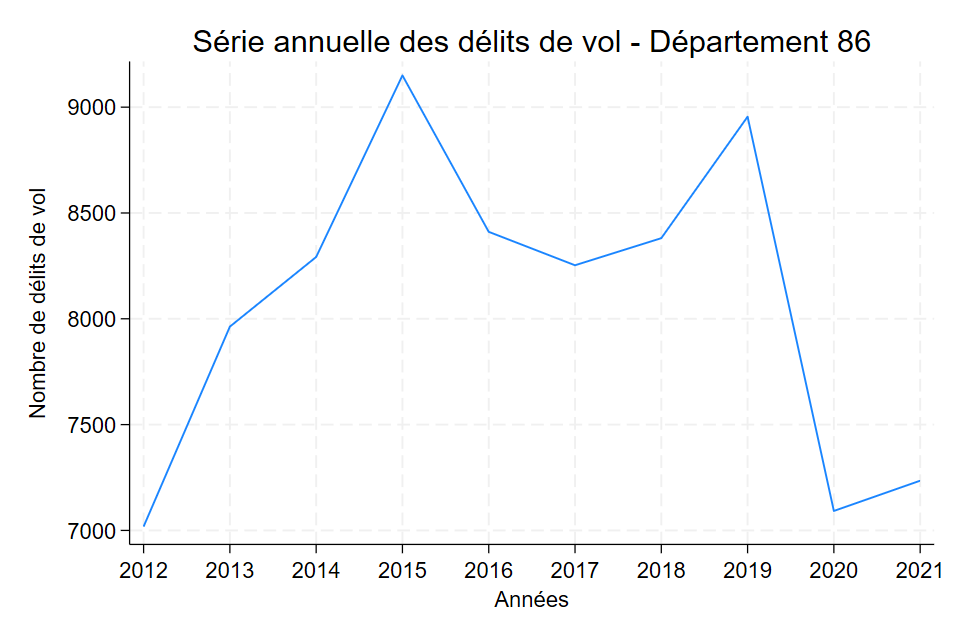 Série annuelle des délits de vol - Département 86
Nombre de délits de vol
9000
8500
8000
7500
7000
2012 2013 2014 2015 2016 2017 2018 2019 2020 2021
Années